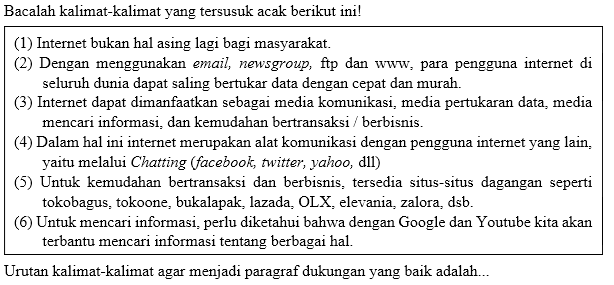 Bacalah kalimat-kalimat yang tersusuk acak berikut ini!
(1) Internet bukan hal asing lagi bagi masyarakat.
(2) Dengan menggunakan email, newsgroup, ftp dan www, para pengguna internet di
seluruh dunia dapat saling bertukar data dengan cepat dan murah.
(3) Internet dapat dimanfaatkan sebagai media komunikasi, media pertukaran data, media
mencari informasi, dan kemudahan bertransaksi / berbisnis.
(4) Dalam hal ini internet merupakan alat komunikasi dengan pengguna internet yang lain,
yaitu melalui Chatting (facebook, twitter, yahoo, dll)
(5) Untuk kemudahan bertransaksi dan berbisnis, tersedia situs-situs dagangan seperti
tokobagus, tokoone, bukalapak, lazada, OLX, elevania, zalora, dsb.
(6) Untuk mencari informasi, perlu diketahui bahwa dengan Google dan Youtube kita akan
terbantu mencari informasi tentang berbagai hal.
Urutan kalimat-kalimat agar menjadi paragraf dukungan yang baik adalah...